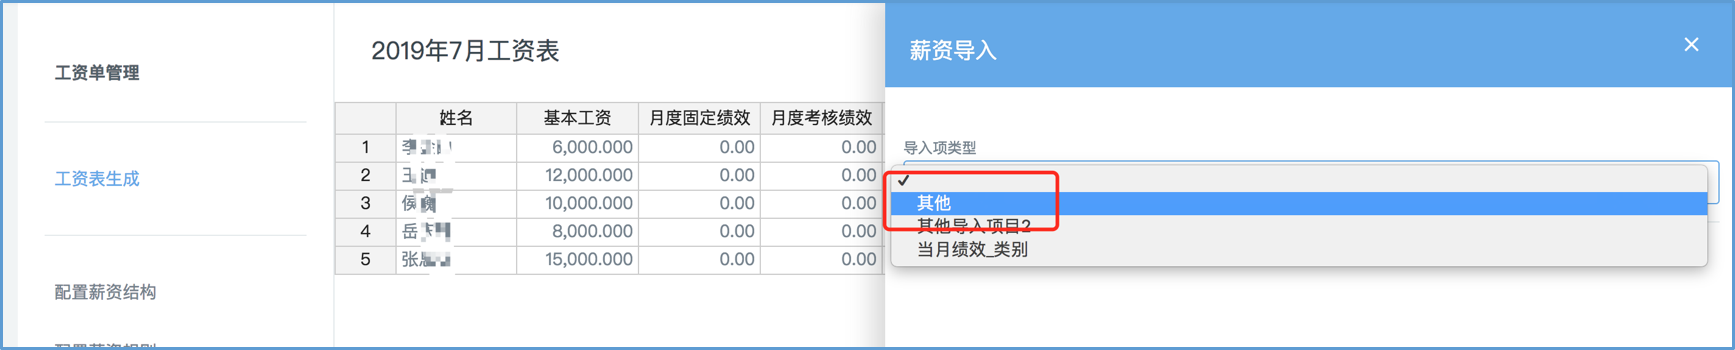 工资单管理
工资表生成
配置薪资结构
2019年7月工资表
姓名 基本工资 月度固定绩效 月度考核绩效
1 李 6,000.000 0.00 0.00
2 王 12,000.000 0.00 0.00
3 侯 10,000.000 0.00 0.00
4 岳 8,000.000 0.00 0.00
5 张 15,000.000 0.00 0.00
薪资导入
导入项类型
其他
其他导入项目2
当月绩效_类别